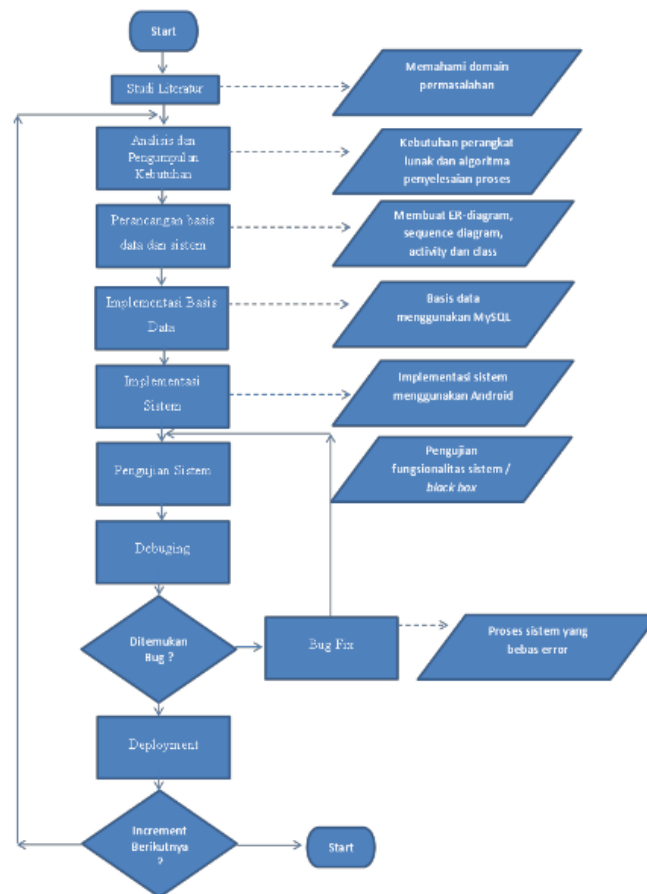 Start
Studi Literatur
Memahami domain
permasalahan
Analisis dan
Pengumpulan
Kebutuhan
Kebutuhan perangkat
lunak dan algoritma
penyelesaian proses
Perancangan basis
data dan sistem
Membuat ER-diagram,
sequence diagram,
activity dan class
Implementasi Basis
Data
Basis data
menggunakan MySQL
Implementasi
Sistem
Implementasi sistem
menggunakan Android
Pengujian Sistem
Pengujian
fungsionalitas sistem /
black box
Debuging
Ditemukan
Bug ?
Bug Fix
Proses sistem yang
bebas error
Deployment
Increment
Berikutnya
?
Start